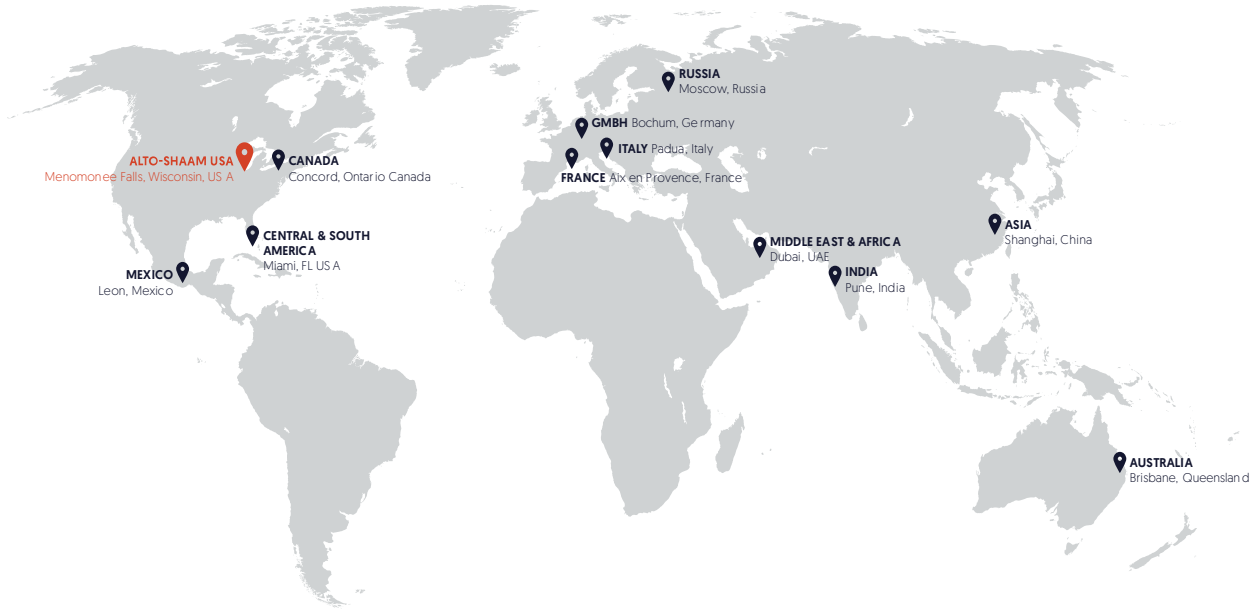 RUSSIA
Moscow, Russia
GMBH Bochum, Germany
ITALY Padua, Italy
ALTO-SHAAM USA
Menomonee Falls, Wisconsin, US A
CANADA
Concord, Ontario Canada
FRANCE Aix en Provence, France
CENTRAL & SOUTH
AMERICA
Miami, FL US A
MEXICO
Leon, Mexico
MIDDLE EAST & AFRICA
Dubai, UAE
INDIA
Pune, India
ASIA
Shanghai, China
AUSTRALIA
Brisbane, Queensland